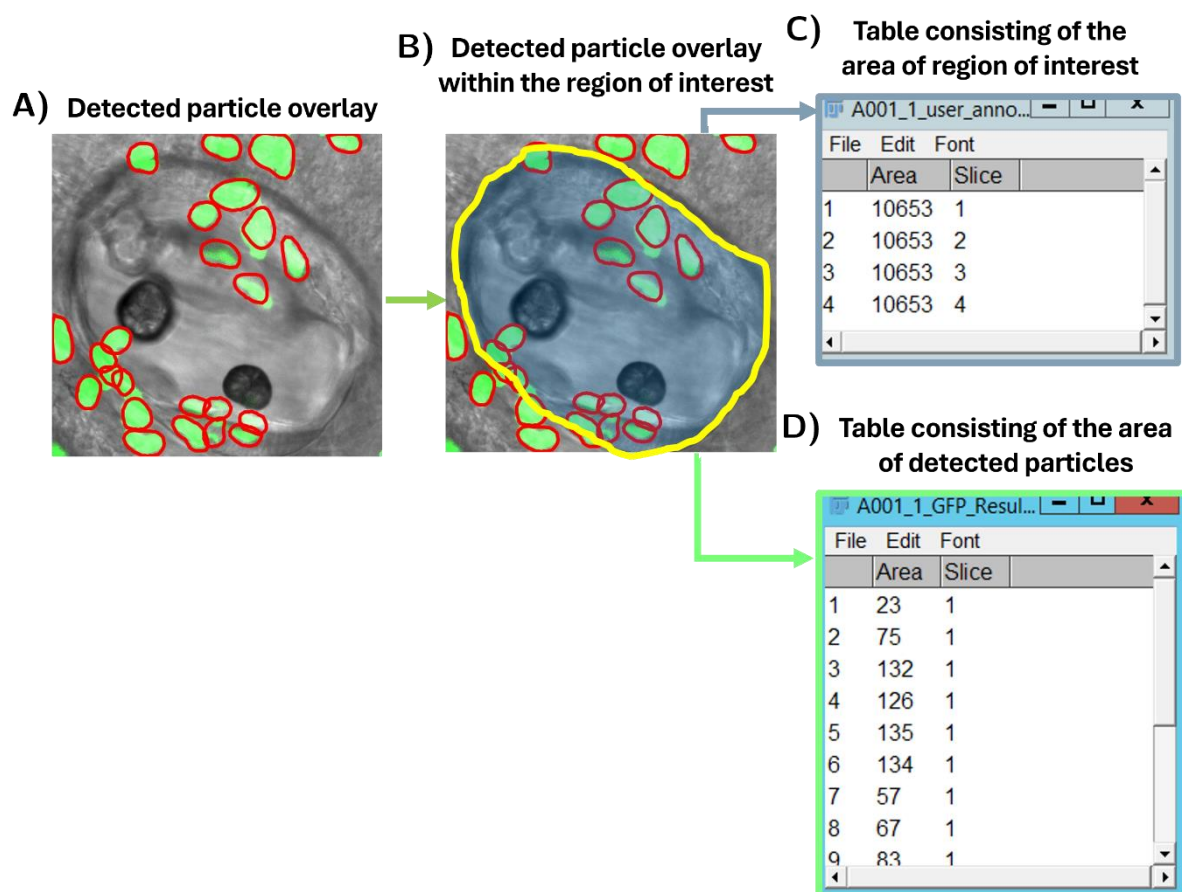 A) Detected particle overlay
B) Detected particle overlay
within the region of interest
C) Table consisting of the
area of region of interest
A001_1_user_anno...
File Edit Font
Area Slice
1 10653 1
2 10653 2
3 10653 3
4 10653 4
D) Table consisting of the area
of detected particles
A001_1_GFP_Resul...
File Edit Font
Area Slice
1 23 1
2 75 1
3 132 1
4 126 1
5 135 1
6 134 1
7 57 1
8 67 1
9 83 1